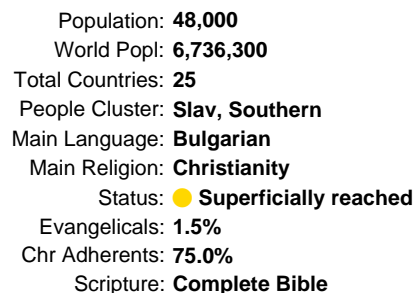 Population: 48,000
World Popl: 6,736,300
Total Countries: 25
People Cluster: Slav, Southern
Main Language: Bulgarian
Main Religion: Christianity
Status: Superficially reached
Evangelicals: 1.5%
Chr Adherents: 75.0%
Scripture: Complete Bible